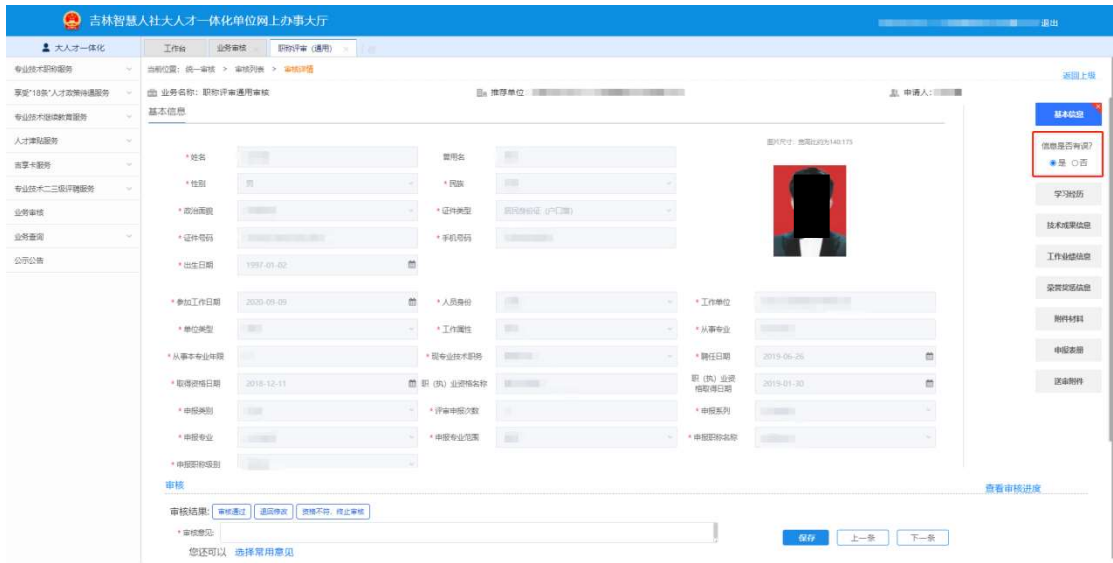 吉林智慧人社大人才一体化单位网上办事大厅
退出
大人才一体化
工作台 业务审核 职称评审（通用）
专业技术职称服务
享受"18条"人才政策待遇服务
专业技术继续教育服务
人才津贴服务
吉享卡服务
专业技术二三级评聘服务
业务审核
业务查询
公示公告
当前位置：统一审核 > 审核列表 > 审核详情
返回上级
业务名称：职称评审通用审核 推荐单位： 申请人：
基本信息
图片尺寸：宽高比约为140:173
*姓名 曾用名
*性别 男 *民族
*政治面貌 *证件类型 居民身份证（户口簿）
*证件号码 *手机号码
*出生日期 1997-01-02
*参加工作日期 2020-09-09 *人员身份 *工作单位
*单位类型 *工作属性 *从事专业
*从事本专业年限 *现专业技术职务 *聘任日期 2019-06-26
*取得资格日期 2018-12-11 职（执）业资格名称 职（执）业资格取得日期 2019-01-30
*申报类别 *评审申报次数 *申报系列
*申报专业 *申报专业范围 *申报职称名称
*申报职称级别
基本信息
信息是否有误?
是 否
学习经历
技术成果信息
工作业绩信息
荣誉奖惩信息
附件材料
申报表册
送审附件
审核
查看审核进度
审核结果: 审核通过 退回修改 资格不符，终止审核
*审核意见:
保存 上一条 下一条
您还可以 选择常用意见